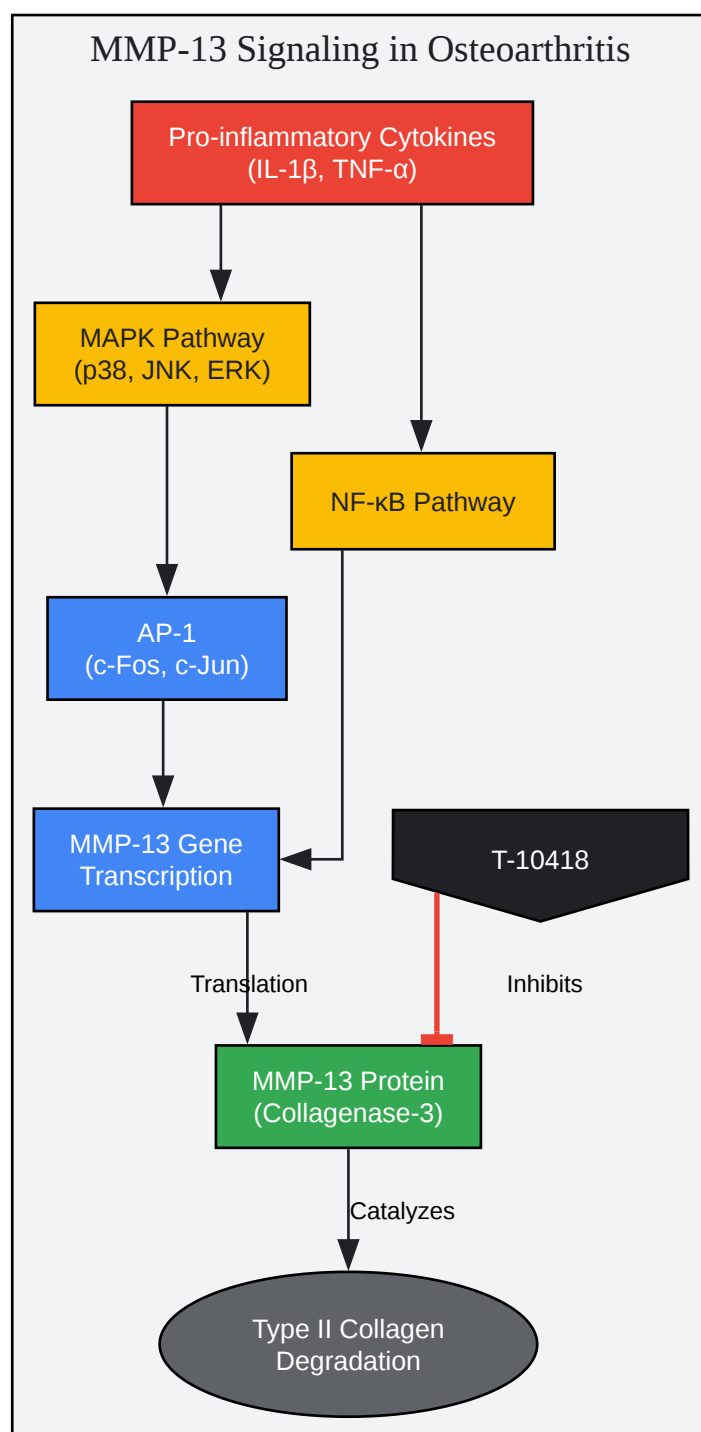 MMP-13 Signaling in Osteoarthritis
Pro-inflammatory Cytokines
(IL-1β, TNF-α)
MAPK Pathway
(p38, JNK, ERK)
NF-κB Pathway
AP-1
(c-Fos, c-Jun)
MMP-13 Gene
Transcription
T-10418
Translation
Inhibits
MMP-13 Protein
(Collagenase-3)
Catalyzes
Type II Collagen
Degradation